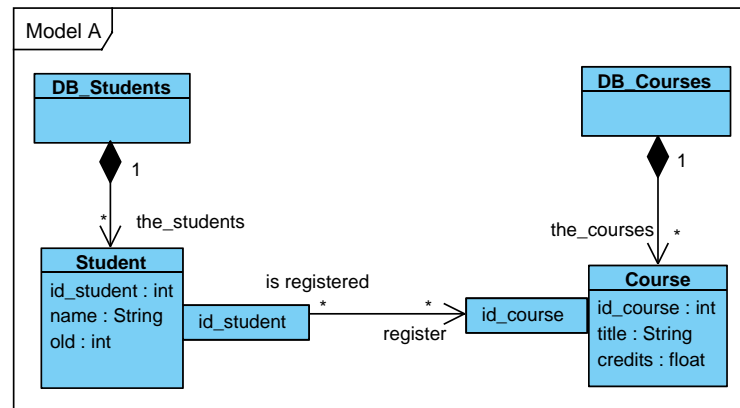 Model A
DB_Students
DB_Courses
1
1
*
the_students
the_courses
*
Student
id_student : int
name : String
old : int
id_student
is registered
*
*
register
id_course
Course
id_course : int
title : String
credits : float